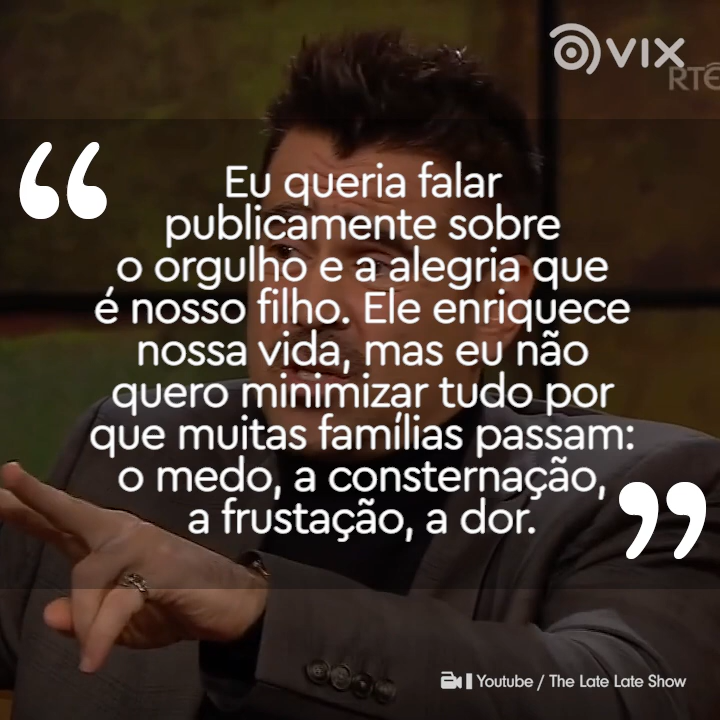 VIX
RTÉ
“
Eu queria falar
publicamente sobre
o orgulho e a alegria que
é nosso filho. Ele enriquece
nossa vida, mas eu não
quero minimizar tudo por
que muitas famílias passam:
o medo, a consternação,
a frustação, a dor.
”
Youtube / The Late Late Show